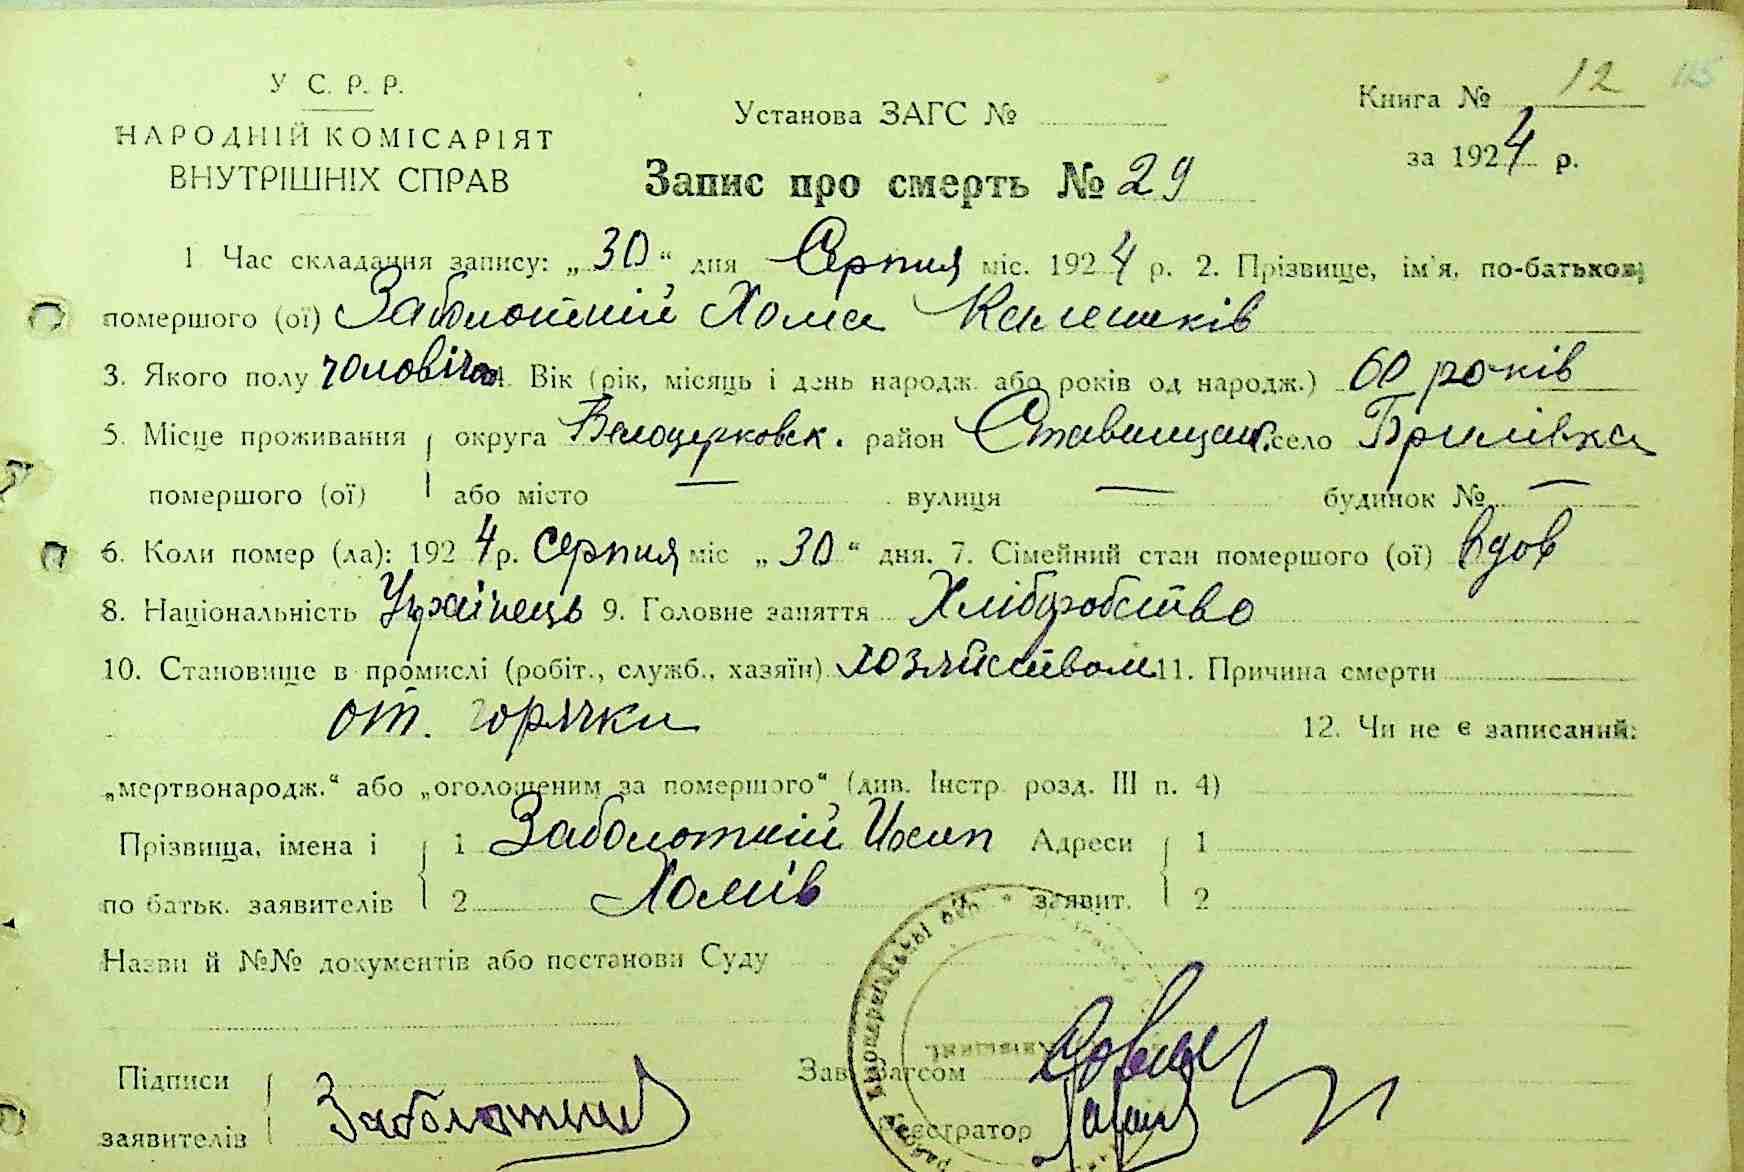 У С. Р. Р.
НАРОДНІЙ КОМІСАРІЯТ
ВНУТРІШНІХ СПРАВ
Установа ЗАГС №
Запис про смерть № 29
Книга № 12 115
за 1924 р.
1 Час складання запису: „30“ дня Серпня міс. 1924 р. 2. Прізвище, ім'я, по-батькові
помершого (ої) Заболотній Хома Калеників
3. Якого полу чоловічо 4. Вік (рік, місяць і день народж. або років од народж.) 60 років
5. Місце проживання округа Белоцерковск. район Ставищан. село Брилівка
помершого (ої) або місто — вулиця — будинок № —
6. Коли помер (ла): 1924 р. Серпня міс „30“ дня. 7. Сімейний стан помершого (ої) вдов
8. Національність Українець 9. Головне заняття Хліборобство
10. Становище в промислі (робіт., служб., хазяїн) хозяйством 11. Причина смерти
от. горячки 12. Чи не є записаний:
„мертвонародж.“ або „оголошеним за помершого“ (див. Інстр. розд. III п. 4)
Прізвища, імена і 1 Заболотній Йосип Адреси 1
по батьк. заявителів 2 Хомів заявит. 2
Назви й №№ документів або постанови Суду
Підписи Зав. Загсом
заявителів Заболотний Реєстратор